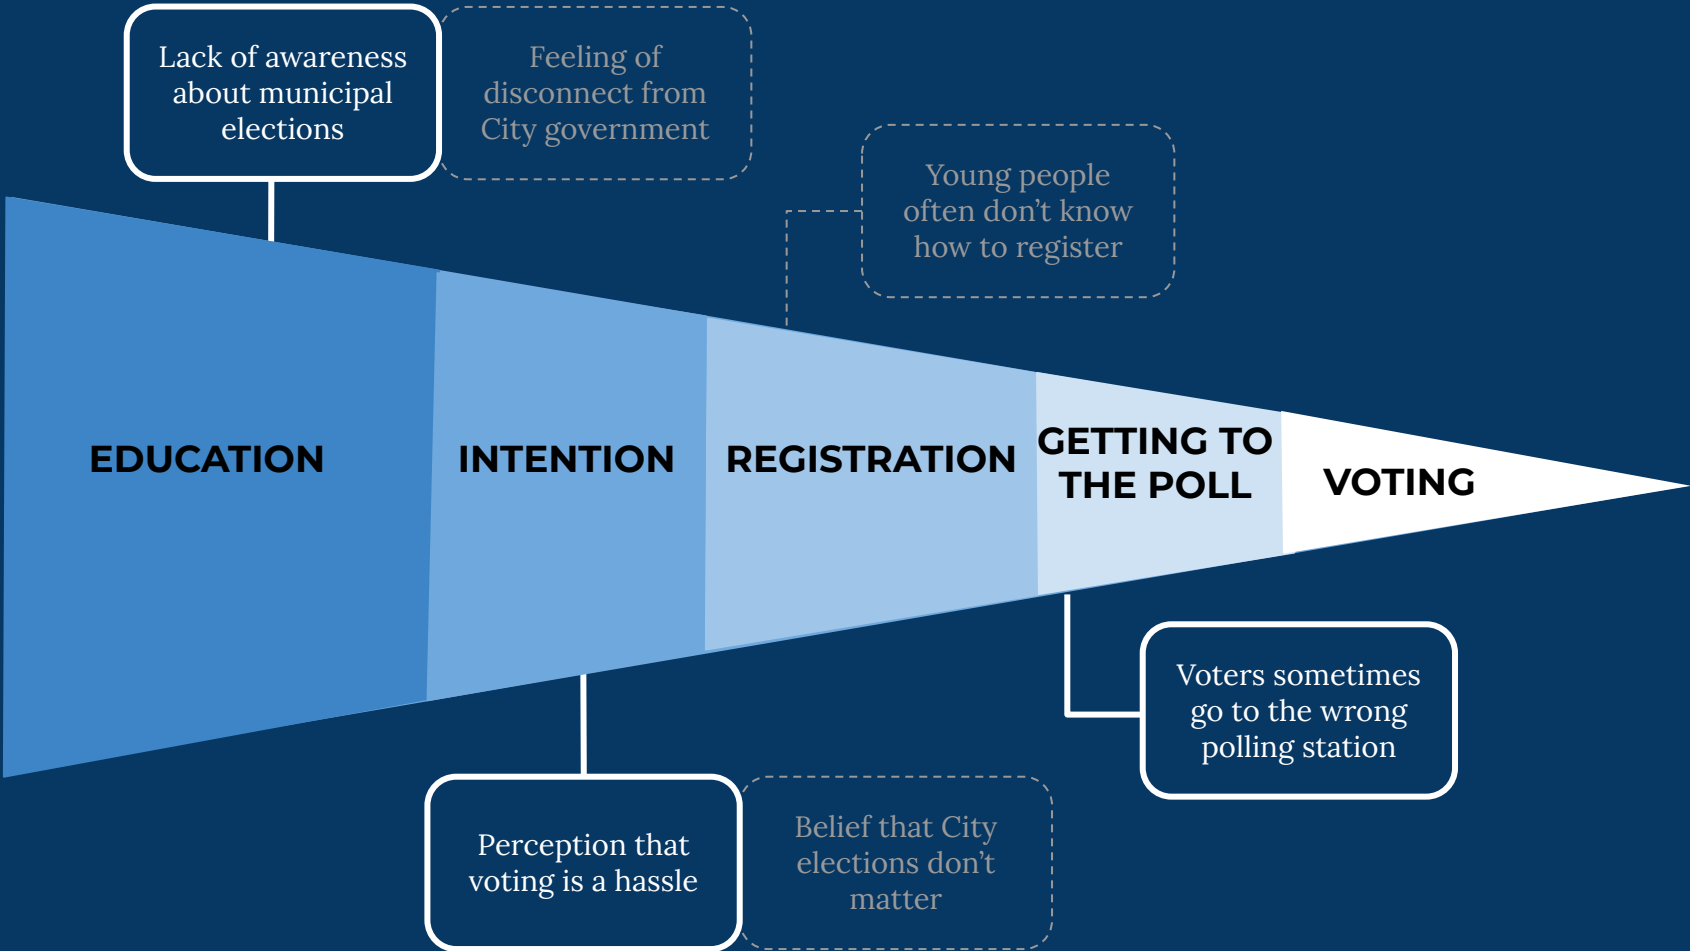 Lack of awareness
about municipal
elections
Feeling of
disconnect from
City government
Young people
often don’t know
how to register
EDUCATION
INTENTION
REGISTRATION
GETTING TO
THE POLL
VOTING
Voters sometimes
go to the wrong
polling station
Perception that
voting is a hassle
Belief that City
elections don’t
matter